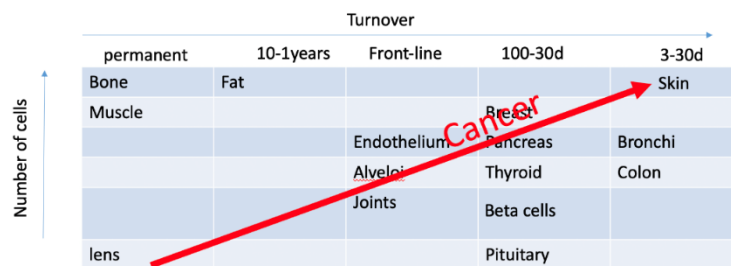 Turnover
permanent 10-1years Front-line 100-30d 3-30d
Number of cells
Bone Fat Skin
Muscle Breast
Cancer
Endothelium Pancreas Bronchi
Alveloi Thyroid Colon
Joints Beta cells
lens Pituitary